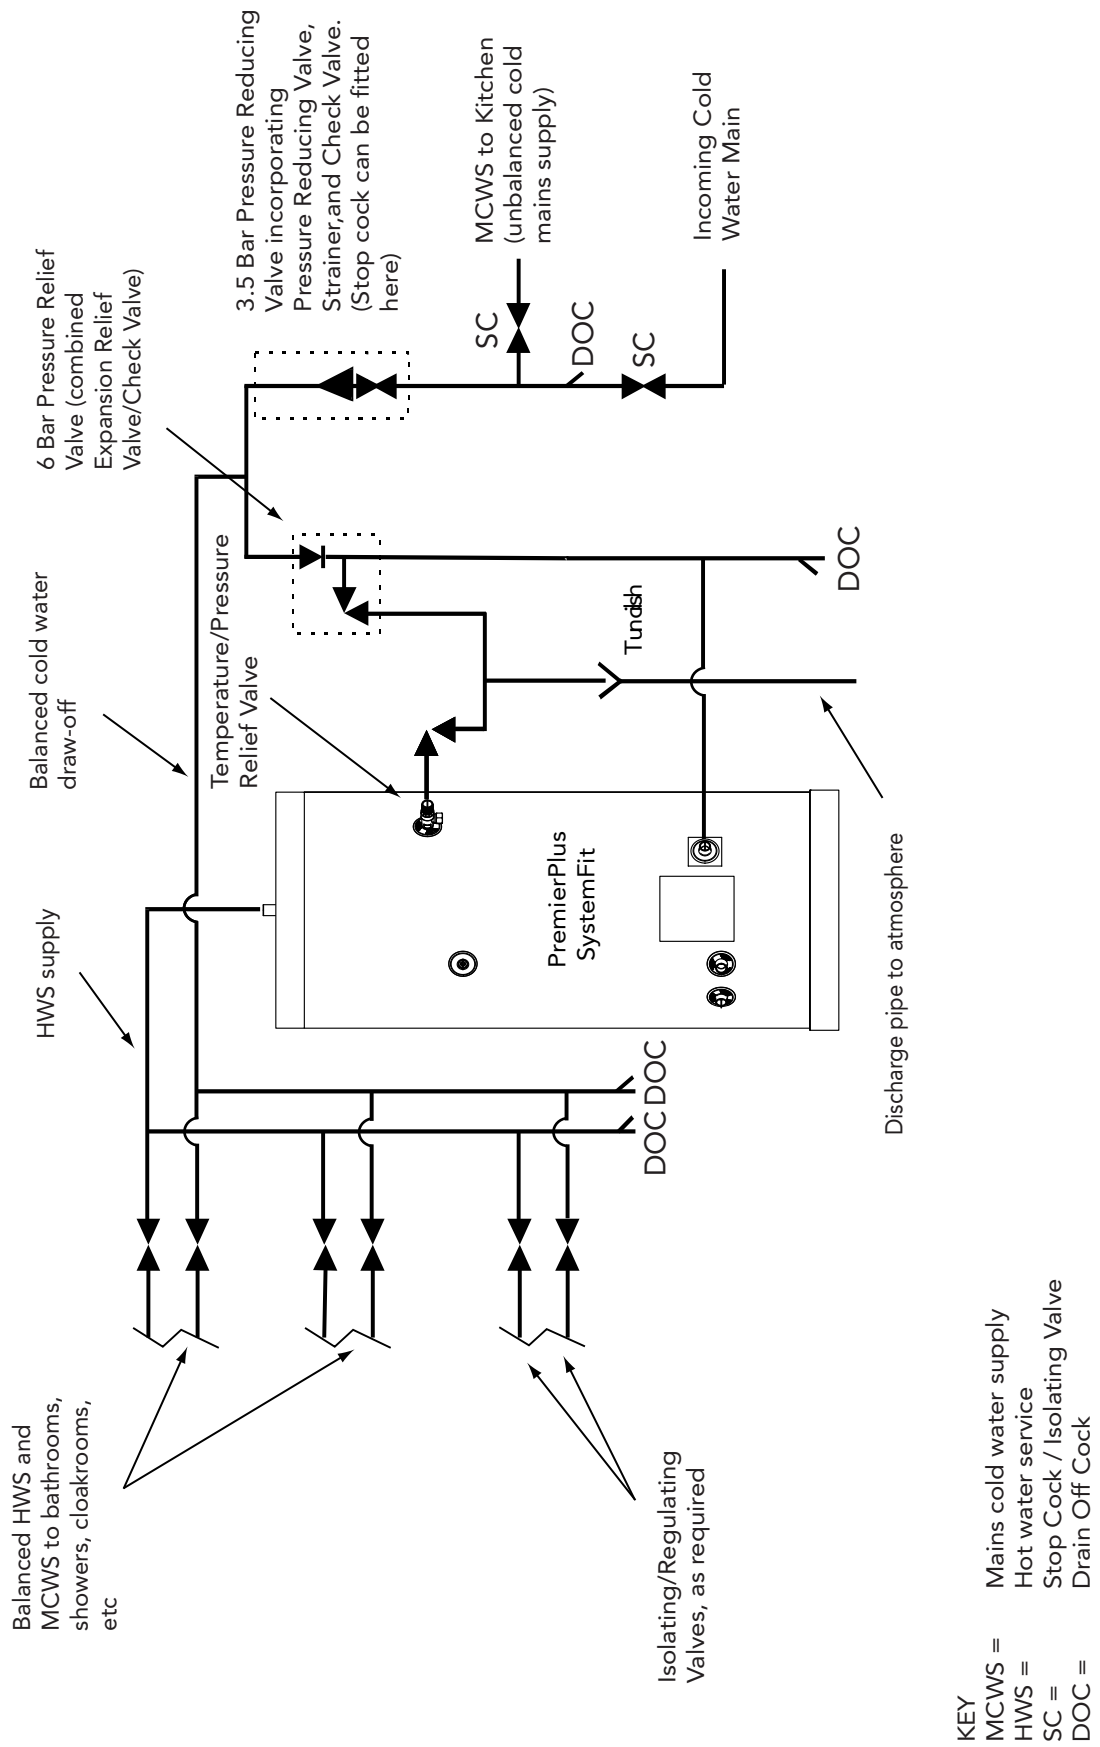 Balanced HWS and
MCWS to bathrooms,
showers, cloakrooms,
etc
HWS supply
Balanced cold water
draw-off
6 Bar Pressure Relief
Valve (combined
Expansion Relief
Valve/Check Valve)
3.5 Bar Pressure Reducing
Valve incorporating
Pressure Reducing Valve,
Strainer,and Check Valve.
(Stop cock can be fitted
here)
Temperature/Pressure
Relief Valve
MCWS to Kitchen
(unbalanced cold
mains supply)
SC
DOC
SC
Incoming Cold
Water Main
PremierPlus
SystemFit
Tundish
DOC
DOC
DOC
Discharge pipe to atmosphere
Isolating/Regulating
Valves, as required
KEY
MCWS = Mains cold water supply
HWS = Hot water service
SC = Stop Cock / Isolating Valve
DOC = Drain Off Cock